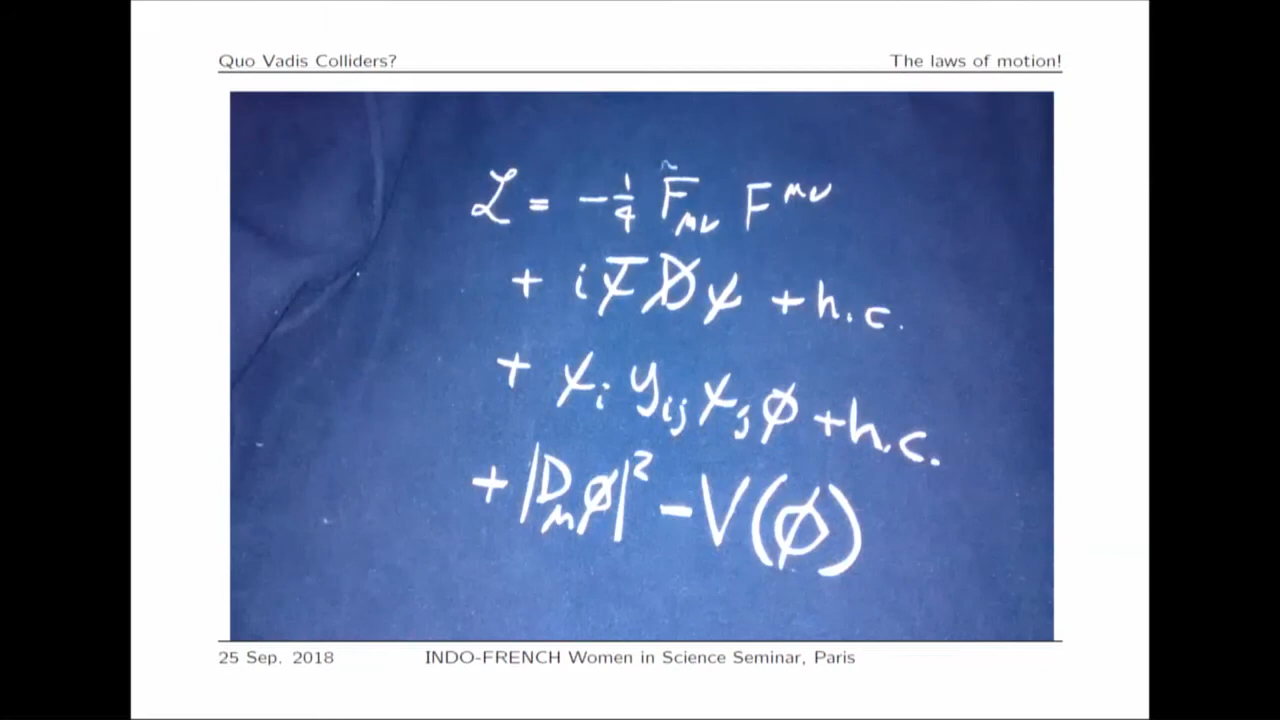 Quo Vadis Colliders? The laws of motion!
ℒ = -¼ F_μν F^μν
+ i ψ̄ D̸ ψ + h.c.
+ ψ_i y_ij ψ_j φ + h.c.
+ |D_μ φ|² - V(φ)
25 Sep. 2018 INDO-FRENCH Women in Science Seminar, Paris